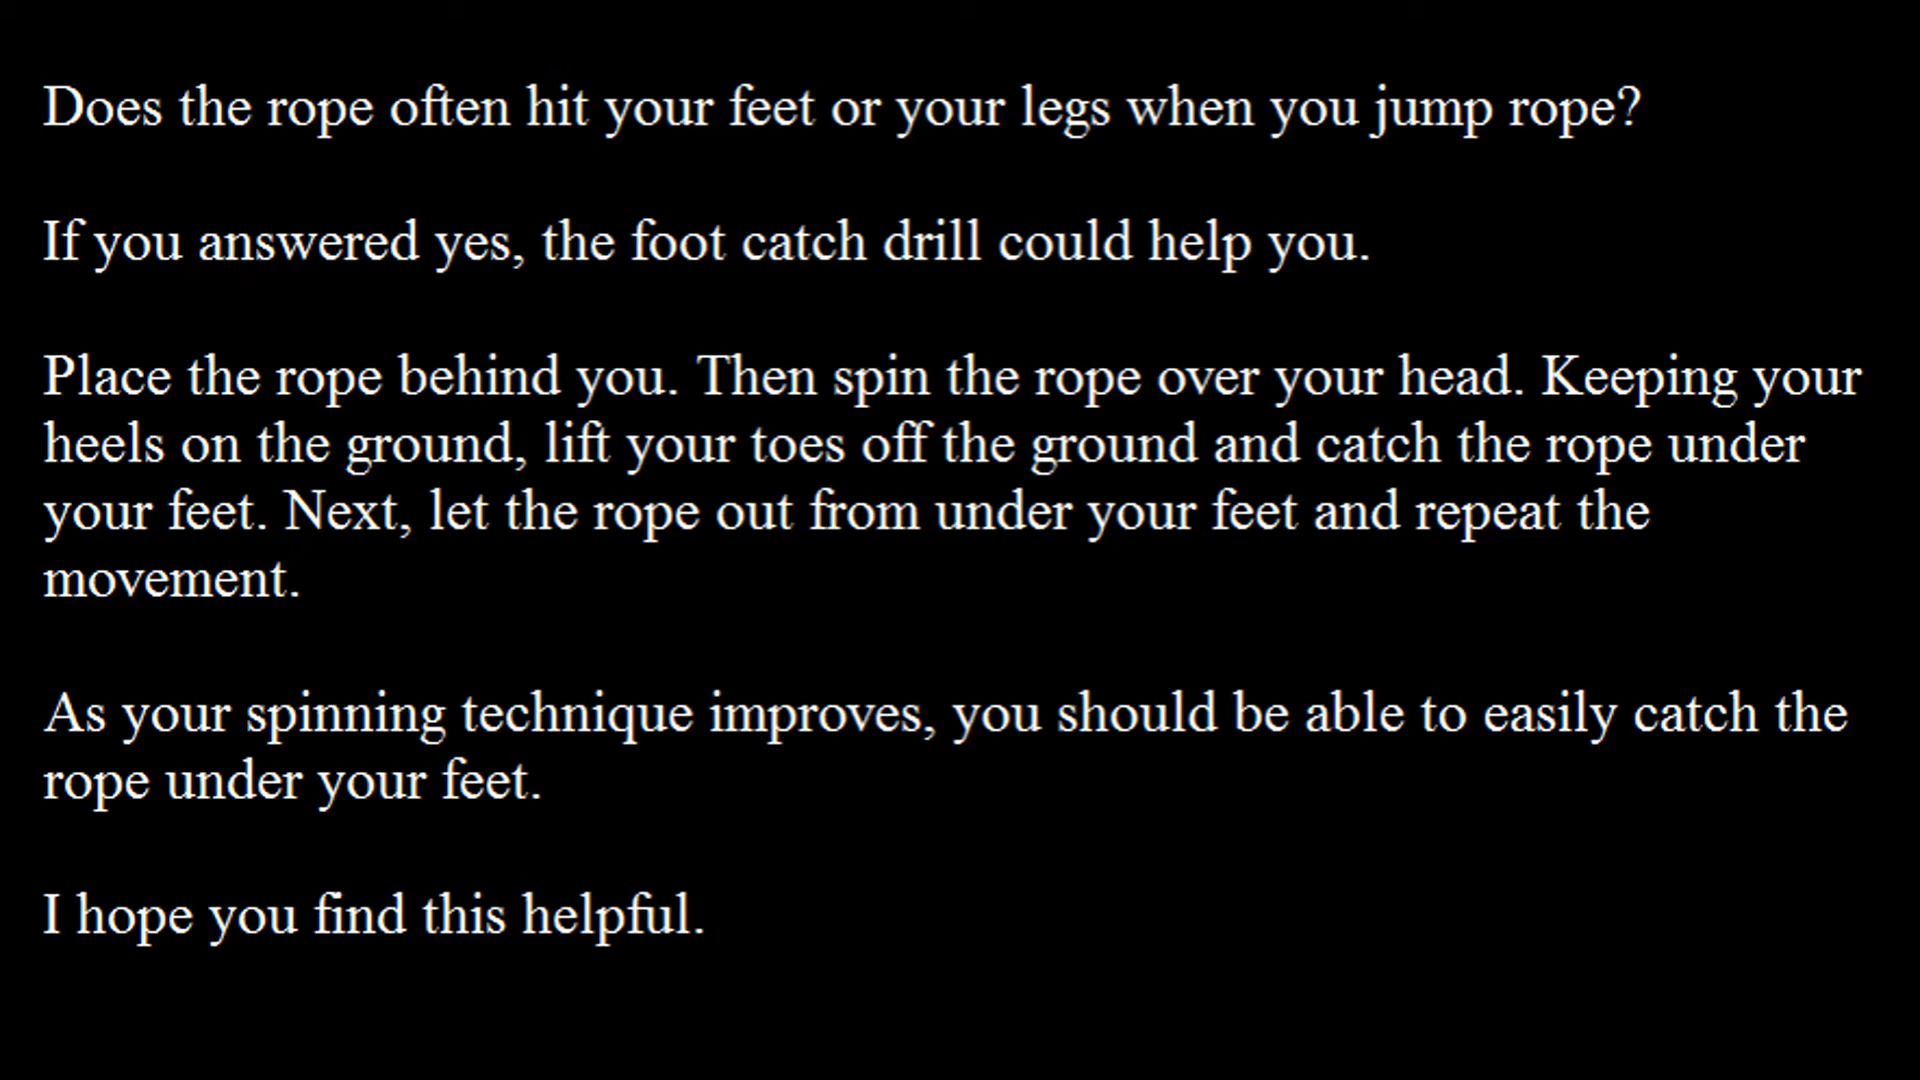 Does the rope often hit your feet or your legs when you jump rope?
If you answered yes, the foot catch drill could help you.
Place the rope behind you. Then spin the rope over your head. Keeping your
heels on the ground, lift your toes off the ground and catch the rope under
your feet. Next, let the rope out from under your feet and repeat the
movement.
As your spinning technique improves, you should be able to easily catch the
rope under your feet.
I hope you find this helpful.